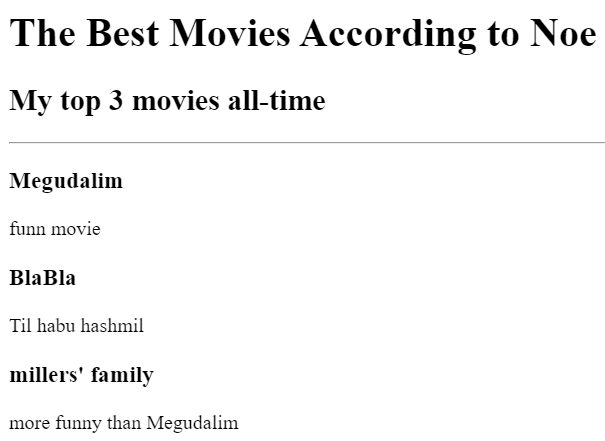 The Best Movies According to Noe
My top 3 movies all-time
Megudalim
funn movie
BlaBla
Til habu hashmil
millers' family
more funny than Megudalim